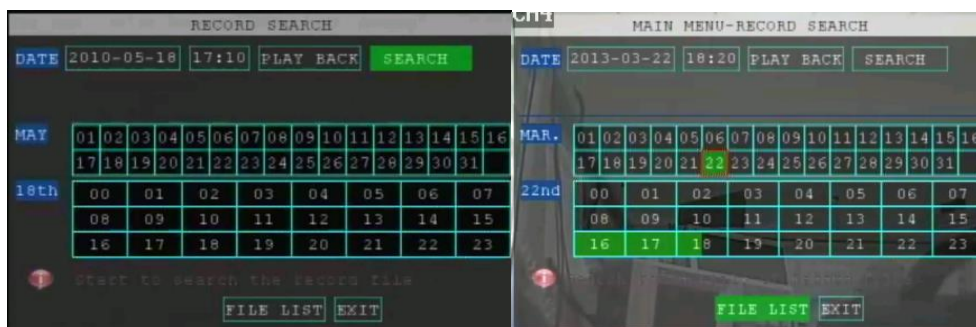 RECORD SEARCH
DATE 2010-05-18 17:10 PLAY BACK SEARCH
MAY 01 02 03 04 05 06 07 08 09 10 11 12 13 14 15 16
17 18 19 20 21 22 23 24 25 26 27 28 29 30 31
18th 00 01 02 03 04 05 06 07
08 09 10 11 12 13 14 15
16 17 18 19 20 21 22 23
Start to search the record file
FILE LIST EXIT
CH4
MAIN MENU-RECORD SEARCH
DATE 2013-03-22 18:20 PLAY BACK SEARCH
MAR. 01 02 03 04 05 06 07 08 09 10 11 12 13 14 15 16
17 18 19 20 21 22 23 24 25 26 27 28 29 30 31
22nd 00 01 02 03 04 05 06 07
08 09 10 11 12 13 14 15
16 17 18 19 20 21 22 23
FILE LIST EXIT